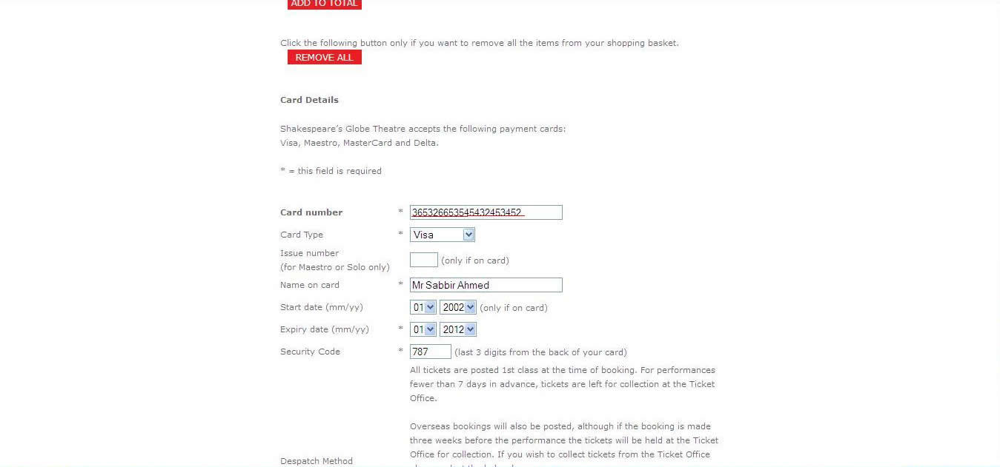 ADD TO TOTAL
Click the following button only if you want to remove all the items from your shopping basket.
REMOVE ALL
Card Details
Shakespeare's Globe Theatre accepts the following payment cards:
Visa, Maestro, MasterCard and Delta.
* = this field is required
Card number * 365326653545432453452
Card Type * Visa
Issue number
(for Maestro or Solo only) (only if on card)
Name on card * Mr Sabbir Ahmed
Start date (mm/yy) 01 2002 (only if on card)
Expiry date (mm/yy) * 01 2012
Security Code * 787 (last 3 digits from the back of your card)
All tickets are posted 1st class at the time of booking. For performances
fewer than 7 days in advance, tickets are left for collection at the Ticket
Office.
Overseas bookings will also be posted, although if the booking is made
three weeks before the performance the tickets will be held at the Ticket
Office for collection. If you wish to collect tickets from the Ticket Office
Despatch Method